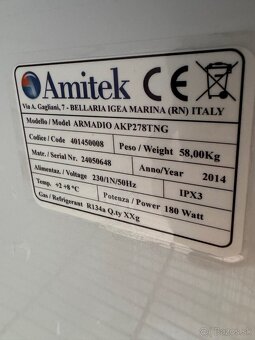 Amitek CE
Via A. Gagliani, 7 - BELLARIA IGEA MARINA (RN) ITALY
Modello / Model ARMADIO AKP278TNG
Codice / Code 401450008 Peso / Weight 58,00Kg
Matr./ Serial Nr. 24050648 Anno/Year 2014
Alimentaz. / Voltage 230/1N/50Hz IPX3
Temp. +2 +8 °C Potenza / Power 180 Watt
Gas / Refrigerant R134a Q.ty XXg